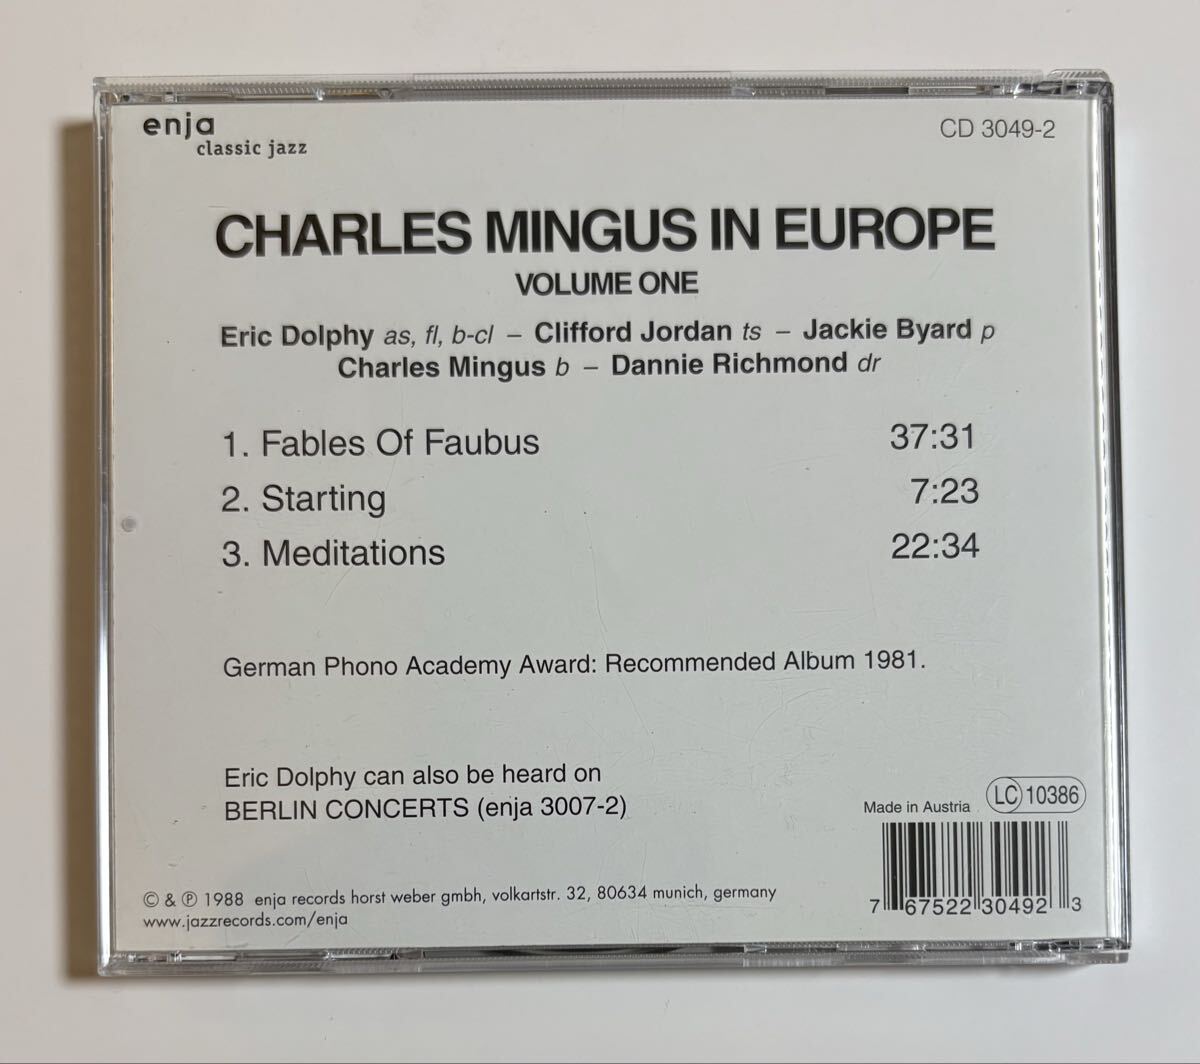 enja
classic jazz
CD 3049-2
CHARLES MINGUS IN EUROPE
VOLUME ONE
Eric Dolphy as, fl, b-cl – Clifford Jordan ts – Jackie Byard p
Charles Mingus b – Dannie Richmond dr
1. Fables Of Faubus 37:31
2. Starting 7:23
3. Meditations 22:34
German Phono Academy Award: Recommended Album 1981.
Eric Dolphy can also be heard on
BERLIN CONCERTS (enja 3007-2)
Made in Austria LC 10386
7 67522 30492 3
© & ℗ 1988 enja records horst weber gmbh, volkartstr. 32, 80634 munich, germany
www.jazzrecords.com/enja